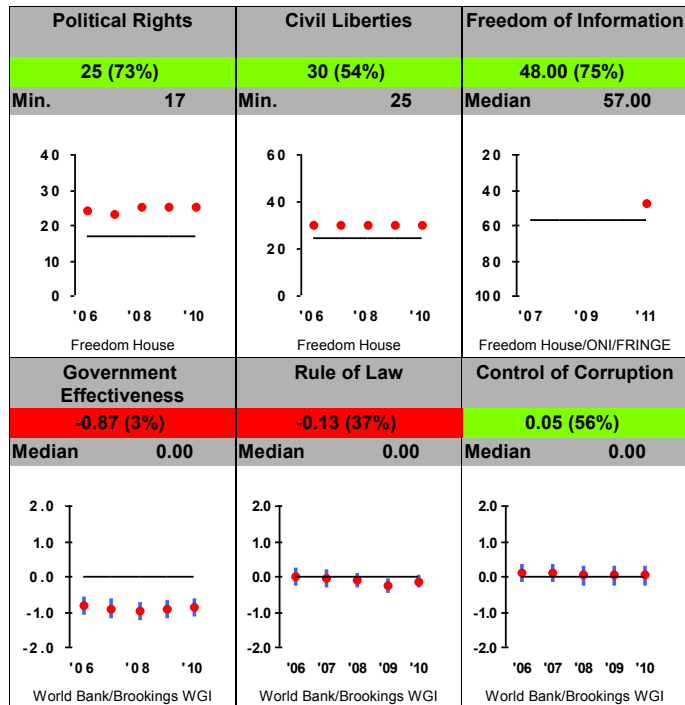 Political Rights
Civil Liberties
Freedom of Information
25 (73%)
30 (54%)
48.00 (75%)
Min. 17
Min. 25
Median 57.00
40
30
20
10
0
'06 '08 '10
Freedom House
60
40
20
0
'06 '08 '10
Freedom House
20
40
60
80
100
'07 '09 '11
Freedom House/ONI/FRINGE
Government
Effectiveness
Rule of Law
Control of Corruption
-0.87 (3%)
-0.13 (37%)
0.05 (56%)
Median 0.00
Median 0.00
Median 0.00
2.0
1.0
0.0
-1.0
-2.0
'06 '08 '10
World Bank/Brookings WGI
2.0
1.0
0.0
-1.0
-2.0
'06 '07 '08 '09 '10
World Bank/Brookings WGI
2.0
1.0
0.0
-1.0
-2.0
'06 '07 '08 '09 '10
World Bank/Brookings WGI